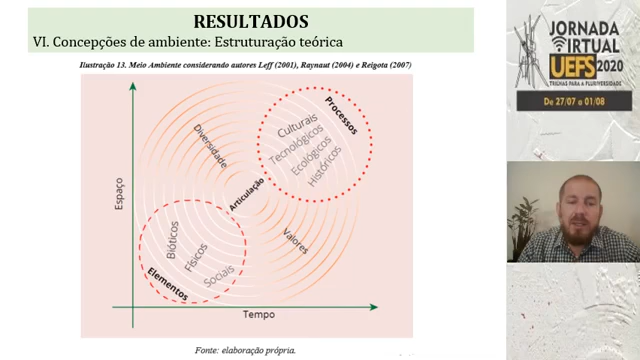 RESULTADOS
VI. Concepções de ambiente: Estruturação teórica
Ilustração 13. Meio Ambiente considerando autores Leff (2001), Raynaut (2004) e Reigota (2007)
Espaço
Tempo
Diversidade
Processos
Culturais
Tecnológicos
Ecológicos
Históricos
Articulação
Valores
Bióticos
Físicos
Sociais
Elementos
Fonte: elaboração própria.
JORNADA
VIRTUAL
UEFS 2020
TRILHAS PARA A PLURIVERSIDADE
De 27/07 a 01/08